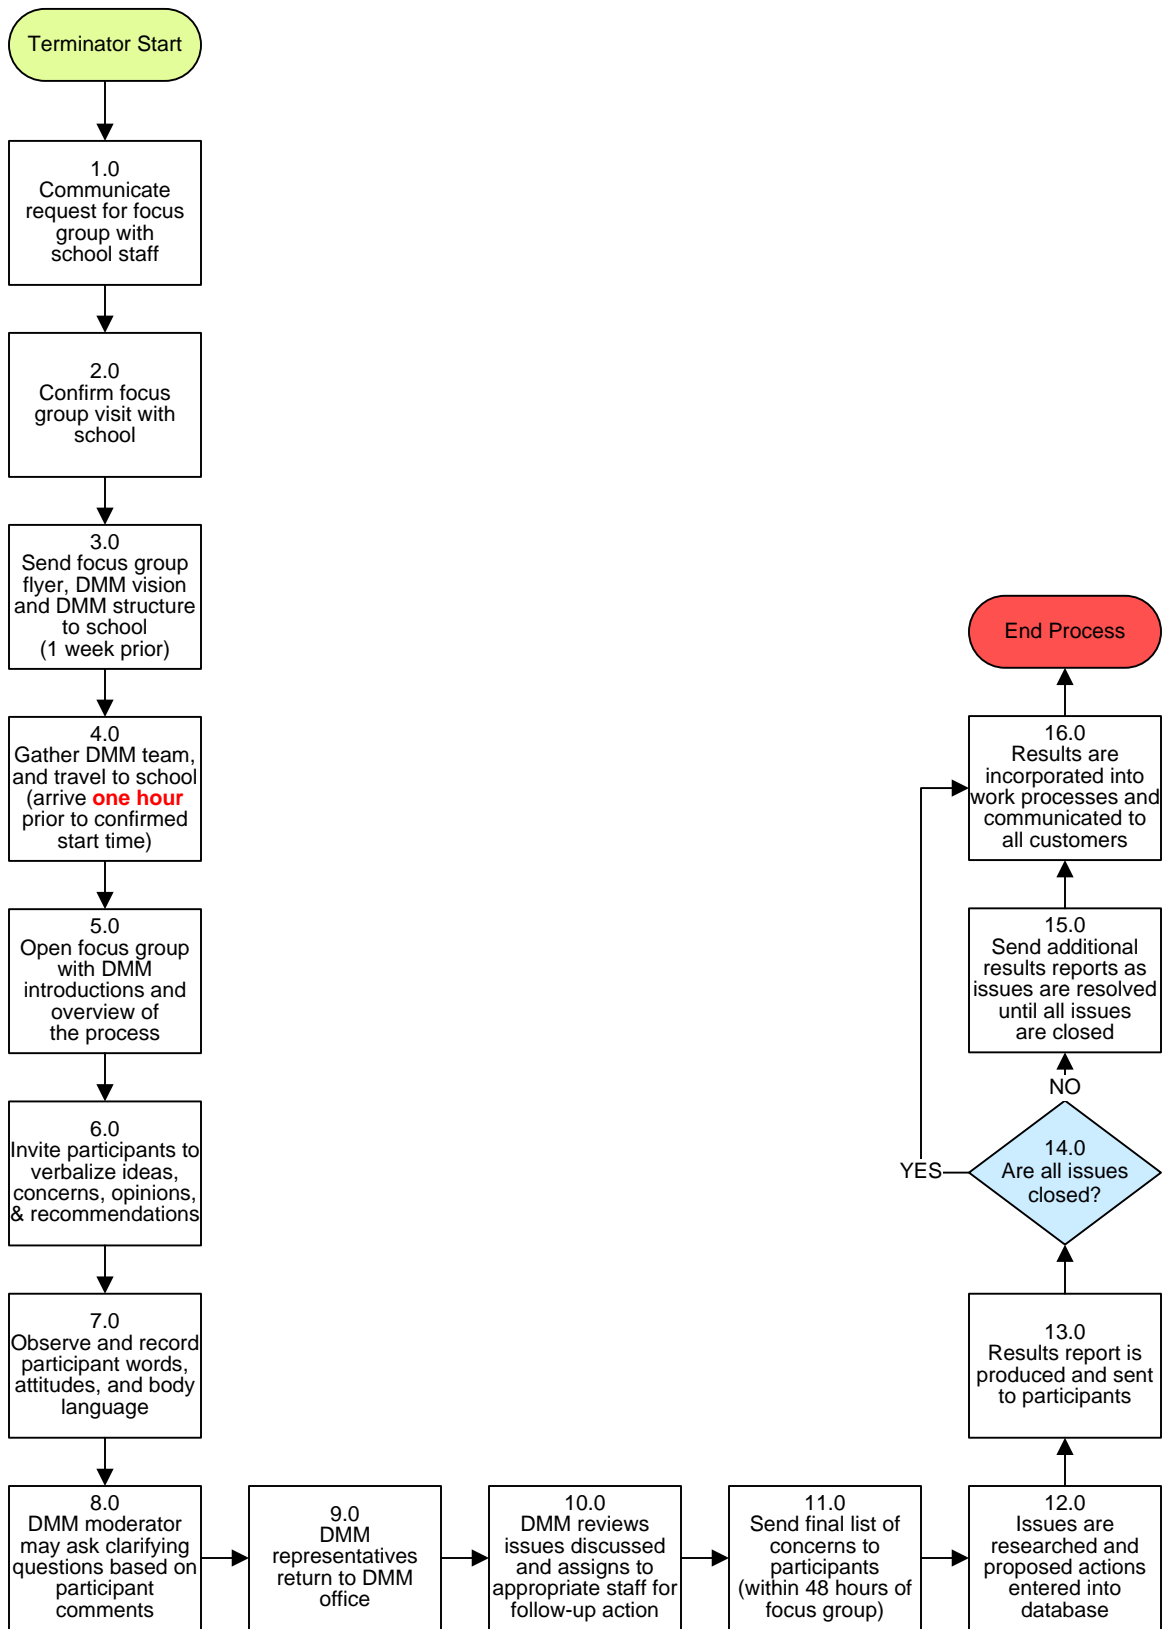 Terminator Start
1.0
Communicate
request for focus
group with
school staff
2.0
Confirm focus
group visit with
school
3.0
Send focus group
flyer, DMM vision
and DMM structure
to school
(1 week prior)
4.0
Gather DMM team,
and travel to school
(arrive one hour
prior to confirmed
start time)
5.0
Open focus group
with DMM
introductions and
overview of
the process
6.0
Invite participants to
verbalize ideas,
concerns, opinions,
& recommendations
7.0
Observe and record
participant words,
attitudes, and body
language
8.0
DMM moderator
may ask clarifying
questions based on
participant
comments
9.0
DMM
representatives
return to DMM
office
10.0
DMM reviews
issues discussed
and assigns to
appropriate staff for
follow-up action
11.0
Send final list of
concerns to
participants
(within 48 hours of
focus group)
12.0
Issues are
researched and
proposed actions
entered into
database
13.0
Results report is
produced and sent
to participants
14.0
Are all issues
closed?
YES
NO
15.0
Send additional
results reports as
issues are resolved
until all issues
are closed
16.0
Results are
incorporated into
work processes and
communicated to
all customers
End Process